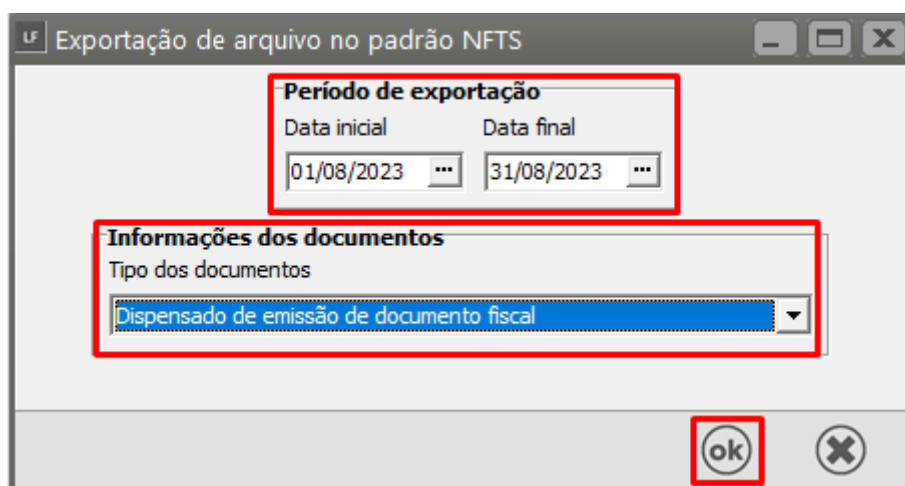 LF Exportação de arquivo no padrão NFTS
Período de exportação
Data inicial Data final
01/08/2023 ... 31/08/2023 ...
Informações dos documentos
Tipo dos documentos
Dispensado de emissão de documento fiscal
ok